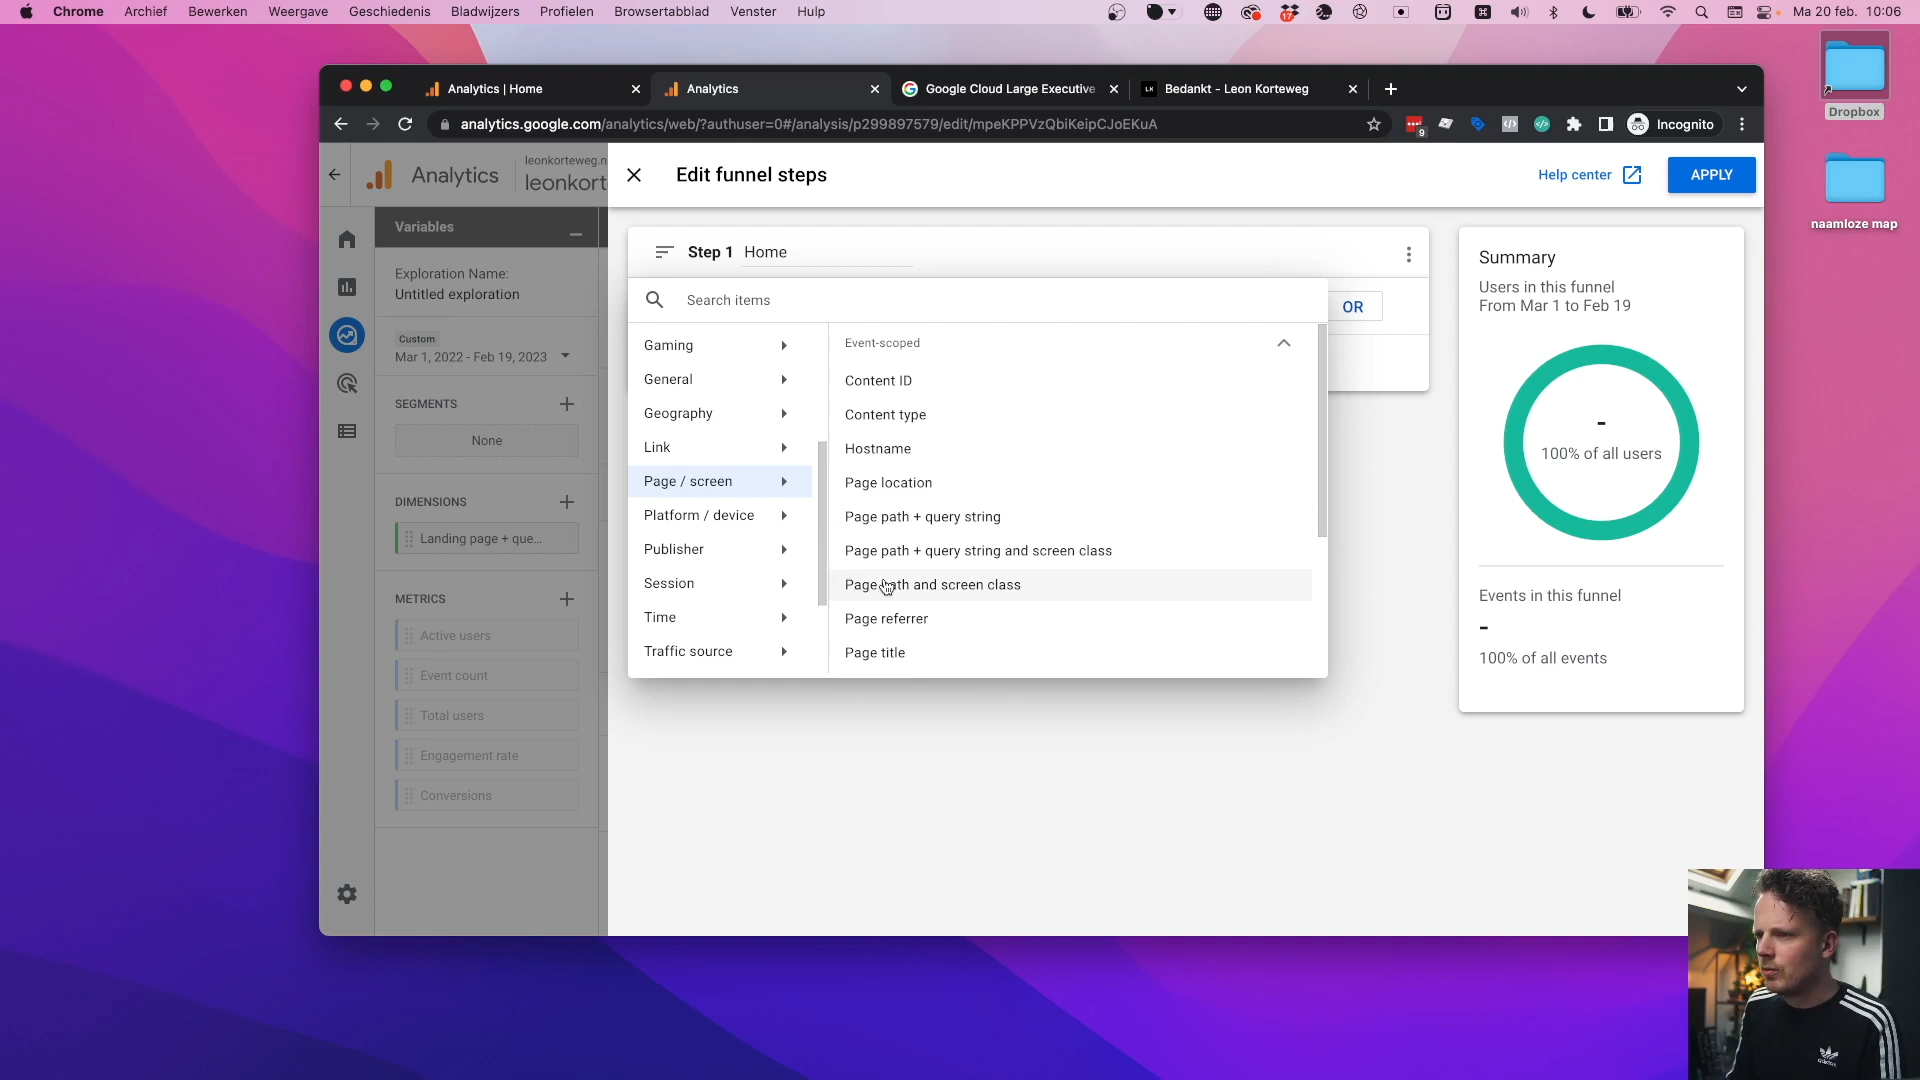 Chrome Archief Bewerken Weergave Geschiedenis Bladwijzers Profielen Browsertabblad Venster Hulp
17
Ma 20 feb. 10:06
Analytics | Home
Analytics
Google Cloud Large Executive
LK
Bedankt - Leon Korteweg
Dropbox
analytics.google.com/analytics/web/?authuser=0#/analysis/p299897579/edit/mpeKPPVzQbiKeipCJoEKuA
9
Incognito
naamloze map
Analytics
leonkorteweg.n
leonkort
Edit funnel steps
Help center
APPLY
Variables
Exploration Name:
Untitled exploration
Custom
Mar 1, 2022 - Feb 19, 2023
SEGMENTS
None
DIMENSIONS
Landing page + que...
METRICS
Active users
Event count
Total users
Engagement rate
Conversions
Step 1 Home
Search items
OR
Gaming
General
Geography
Link
Page / screen
Platform / device
Publisher
Session
Time
Traffic source
Event-scoped
Content ID
Content type
Hostname
Page location
Page path + query string
Page path + query string and screen class
Page path and screen class
Page referrer
Page title
Summary
Users in this funnel
From Mar 1 to Feb 19
-
100% of all users
Events in this funnel
-
100% of all events
adidas